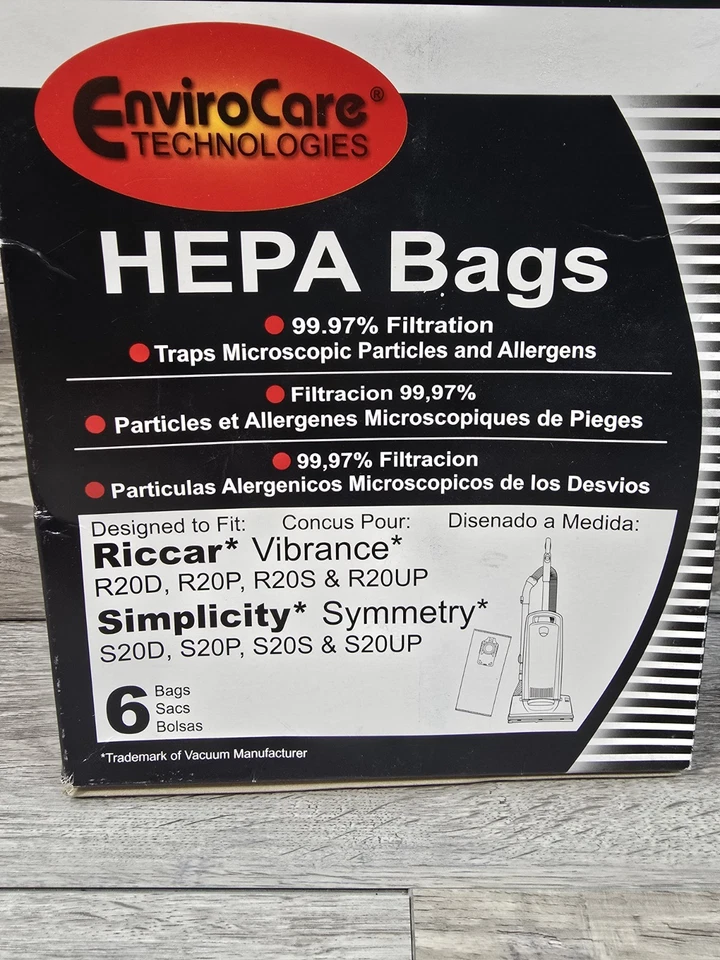 EnviroCare®
TECHNOLOGIES
HEPA Bags
99.97% Filtration
Traps Microscopic Particles and Allergens
Filtracion 99,97%
Particles et Allergenes Microscopiques de Pieges
99,97% Filtracion
Particulas Alergenicos Microscopicos de los Desvios
Designed to Fit: Concus Pour: Disenado a Medida:
Riccar* Vibrance*
R20D, R20P, R20S & R20UP
Simplicity* Symmetry*
S20D, S20P, S20S & S20UP
6 Bags
Sacs
Bolsas
*Trademark of Vacuum Manufacturer